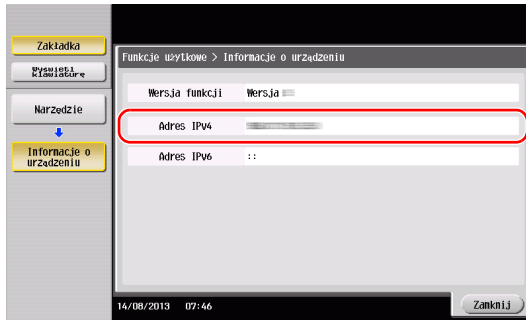 Zakładka
Wyświetl
klawiaturę
Narzędzie
Informacje o
urządzeniu
Funkcje użytkowe > Informacje o urządzeniu
Wersja funkcji Wersja
Adres IPv4
Adres IPv6 ::
14/08/2013 07:46
Zamknij